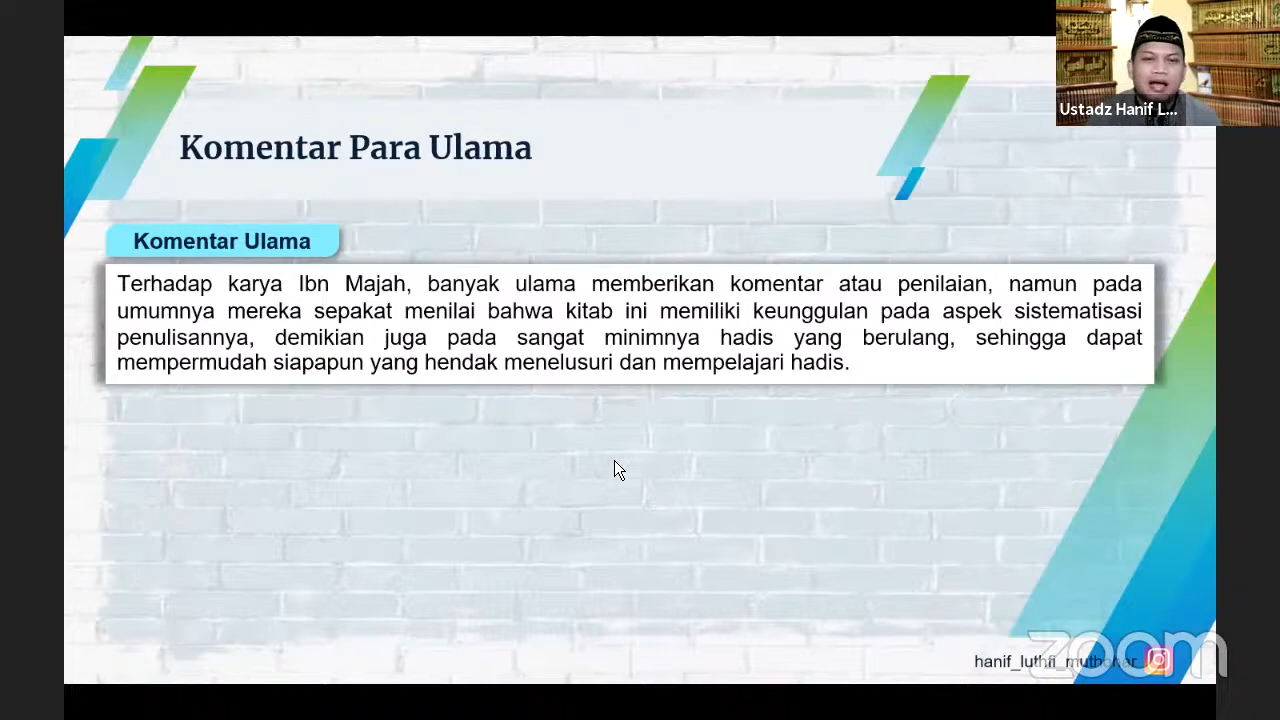 Ustadz Hanif L...
Komentar Para Ulama
Komentar Ulama
Terhadap karya Ibn Majah, banyak ulama memberikan komentar atau penilaian, namun pada
umumnya mereka sepakat menilai bahwa kitab ini memiliki keunggulan pada aspek sistematisasi
penulisannya, demikian juga pada sangat minimnya hadis yang berulang, sehingga dapat
mempermudah siapapun yang hendak menelusuri dan mempelajari hadis.
hanif_luthfi_muthohar
zoom